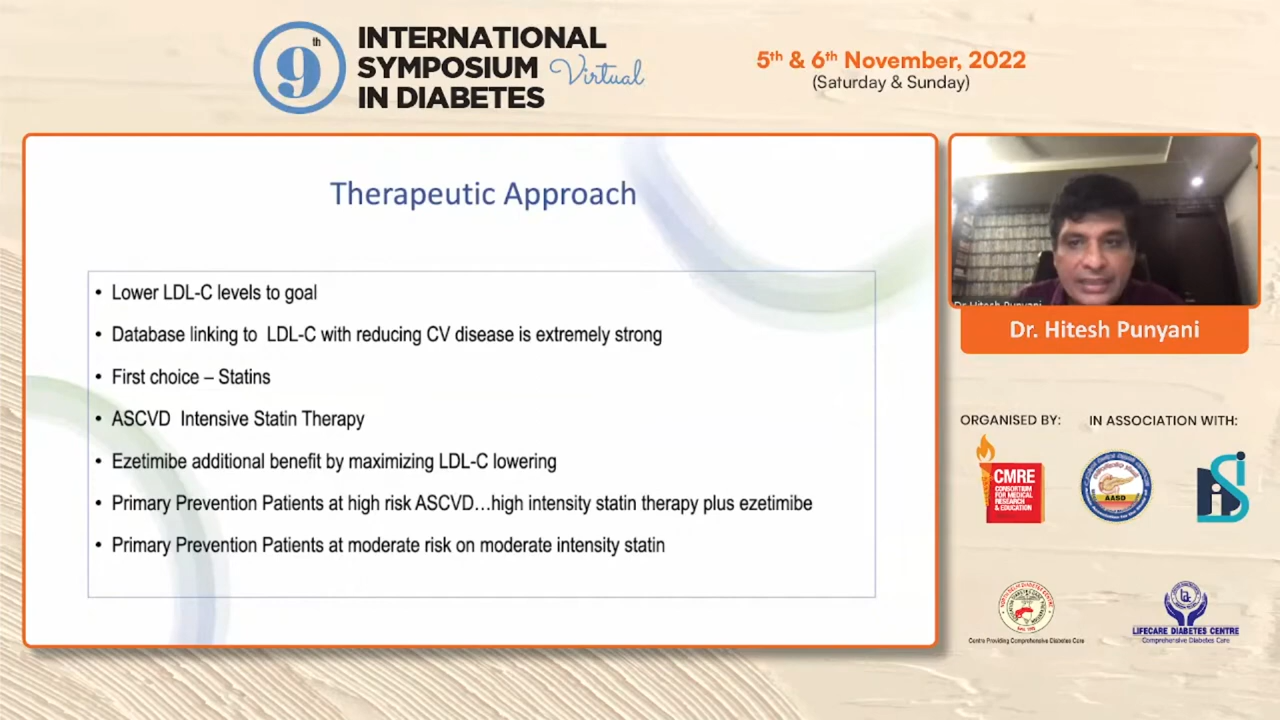 9th
INTERNATIONAL
SYMPOSIUM Virtual
IN DIABETES
5th & 6th November, 2022
(Saturday & Sunday)
Therapeutic Approach
• Lower LDL-C levels to goal
• Database linking to LDL-C with reducing CV disease is extremely strong
• First choice – Statins
• ASCVD Intensive Statin Therapy
• Ezetimibe additional benefit by maximizing LDL-C lowering
• Primary Prevention Patients at high risk ASCVD...high intensity statin therapy plus ezetimibe
• Primary Prevention Patients at moderate risk on moderate intensity statin
Dr. Hitesh Punyani
Dr. Hitesh Punyani
ORGANISED BY:
IN ASSOCIATION WITH:
CMRE
CONSORTIUM
FOR MEDICAL
RESEARCH
& EDUCATION
AASD
Centre Providing Comprehensive Diabetes Care
LIFECARE DIABETES CENTRE
Comprehensive Diabetes Care